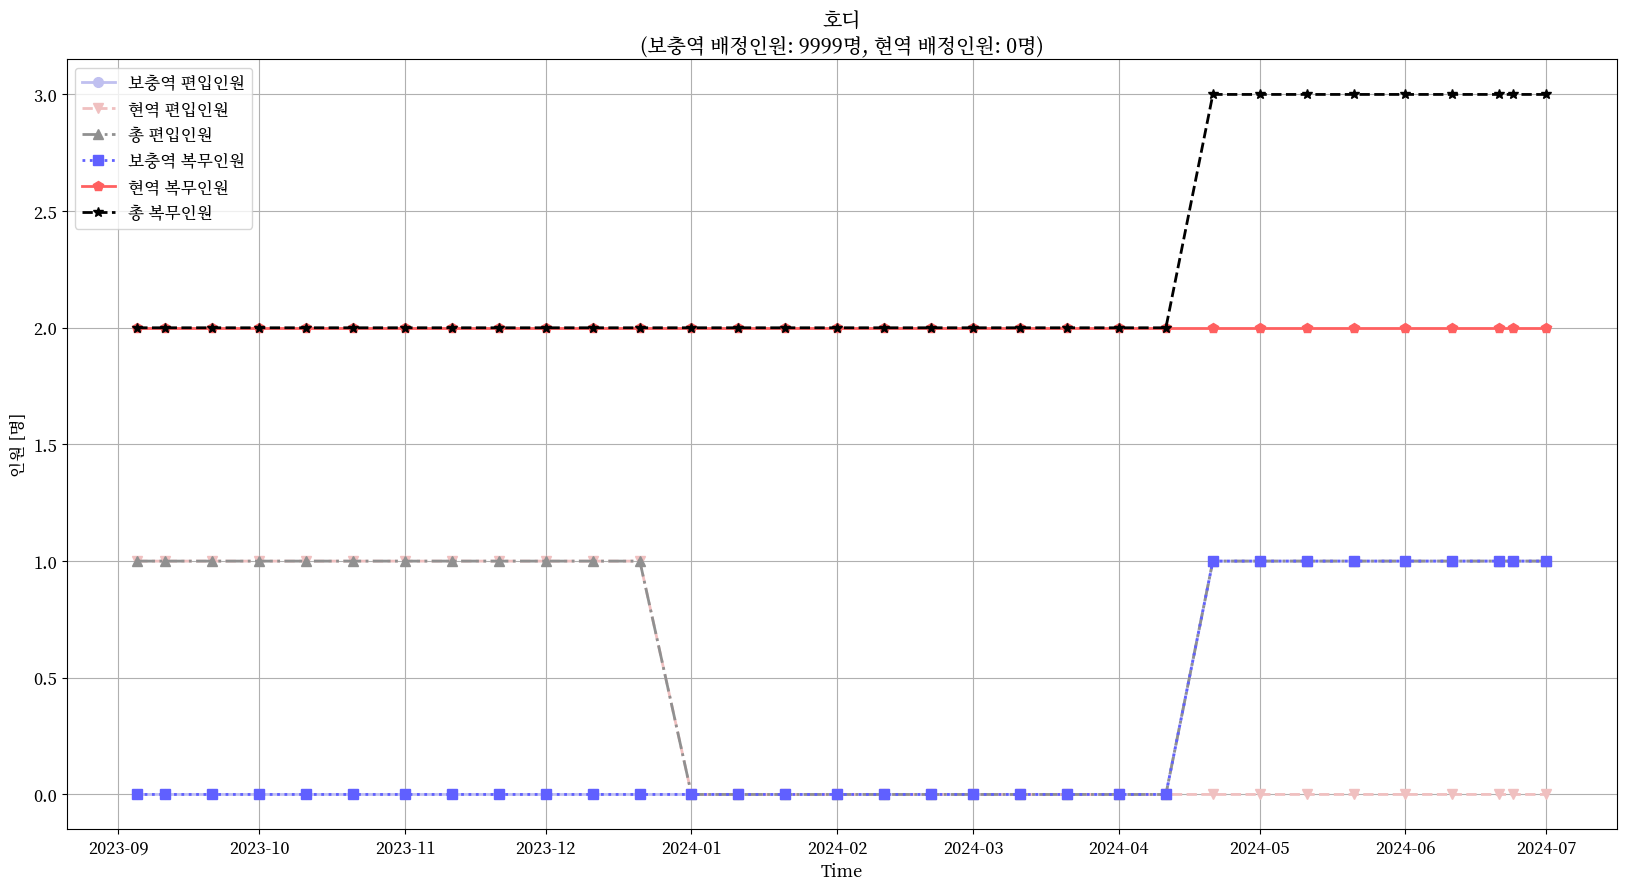 호디
(보충역 배정인원: 9999명, 현역 배정인원: 0명)
보충역 편입인원
현역 편입인원
총 편입인원
보충역 복무인원
현역 복무인원
총 복무인원
3.0
2.5
2.0
1.5
1.0
0.5
0.0
인원 [명]
2023-09 2023-10 2023-11 2023-12 2024-01 2024-02 2024-03 2024-04 2024-05 2024-06 2024-07
Time